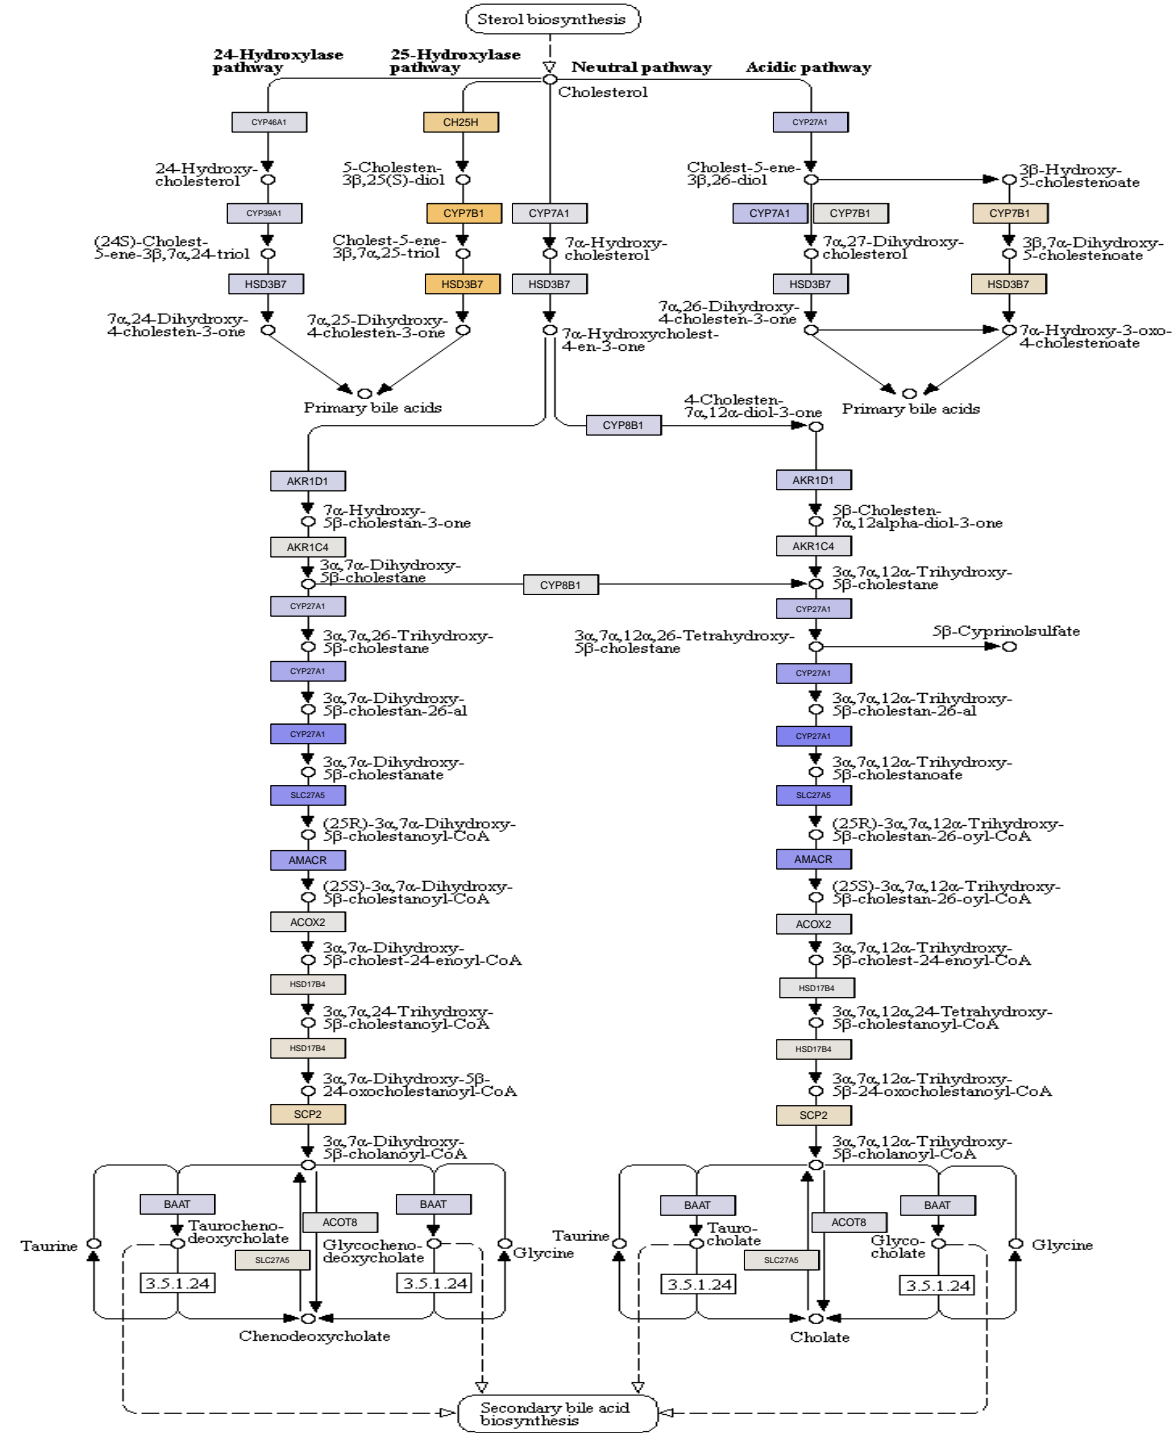 Sterol biosynthesis
24-Hydroxylase
pathway
25-Hydroxylase
pathway
Neutral pathway
Acidic pathway
Cholesterol
CYP46A1
CH25H
CYP27A1
24-Hydroxy-
cholesterol
5-Cholesten-
3β,25(S)-diol
Cholest-5-ene-
3β,26-diol
3β-Hydroxy-
5-cholestenoate
CYP39A1
CYP7B1
CYP7A1
CYP7A1
CYP7B1
CYP7B1
(24S)-Cholest-
5-ene-3β,7α,24-triol
Cholest-5-ene-
3β,7α,25-triol
7α-Hydroxy-
cholesterol
7α,27-Dihydroxy-
cholesterol
3β,7α-Dihydroxy-
5-cholestenoate
HSD3B7
HSD3B7
HSD3B7
HSD3B7
HSD3B7
7α,24-Dihydroxy-
4-cholesten-3-one
7α,25-Dihydroxy-
4-cholesten-3-one
7α-Hydroxycholest-
4-en-3-one
7α,26-Dihydroxy-
4-cholesten-3-one
7α-Hydroxy-3-oxo-
4-cholestenoate
Primary bile acids
Primary bile acids
4-Cholesten-
7α,12α-diol-3-one
CYP8B1
AKR1D1
AKR1D1
7α-Hydroxy-
5β-cholestan-3-one
5β-Cholesten-
7α,12alpha-diol-3-one
AKR1C4
AKR1C4
3α,7α-Dihydroxy-
5β-cholestane
CYP8B1
3α,7α,12α-Trihydroxy-
5β-cholestane
CYP27A1
CYP27A1
3α,7α,26-Trihydroxy-
5β-cholestane
3α,7α,12α,26-Tetrahydroxy-
5β-cholestane
5β-Cyprinolsulfate
CYP27A1
CYP27A1
3α,7α-Dihydroxy-
5β-cholestan-26-al
3α,7α,12α-Trihydroxy-
5β-cholestan-26-al
CYP27A1
CYP27A1
3α,7α-Dihydroxy-
5β-cholestanate
3α,7α,12α-Trihydroxy-
5β-cholestanoate
SLC27A5
SLC27A5
(25R)-3α,7α-Dihydroxy-
5β-cholestanoyl-CoA
(25R)-3α,7α,12α-Trihydroxy-
5β-cholestan-26-oyl-CoA
AMACR
AMACR
(25S)-3α,7α-Dihydroxy-
5β-cholestanoyl-CoA
(25S)-3α,7α,12α-Trihydroxy-
5β-cholestan-26-oyl-CoA
ACOX2
ACOX2
3α,7α-Dihydroxy-
5β-cholest-24-enoyl-CoA
3α,7α,12α-Trihydroxy-
5β-cholest-24-enoyl-CoA
HSD17B4
HSD17B4
3α,7α,24-Trihydroxy-
5β-cholestanoyl-CoA
3α,7α,12α,24-Tetrahydroxy-
5β-cholestanoyl-CoA
HSD17B4
HSD17B4
3α,7α-Dihydroxy-5β-
24-oxocholestanoyl-CoA
3α,7α,12α-Trihydroxy-
5β-24-oxocholestanoyl-CoA
SCP2
SCP2
3α,7α-Dihydroxy-
5β-cholanoyl-CoA
3α,7α,12α-Trihydroxy-
5β-cholanoyl-CoA
BAAT
ACOT8
BAAT
BAAT
ACOT8
BAAT
Taurine
Taurocheno-
deoxycholate
SLC27A5
Glycocheno-
deoxycholate
Glycine
Taurine
Tauro-
cholate
SLC27A5
Glyco-
cholate
Glycine
3.5.1.24
3.5.1.24
3.5.1.24
3.5.1.24
Chenodeoxycholate
Cholate
Secondary bile acid
biosynthesis